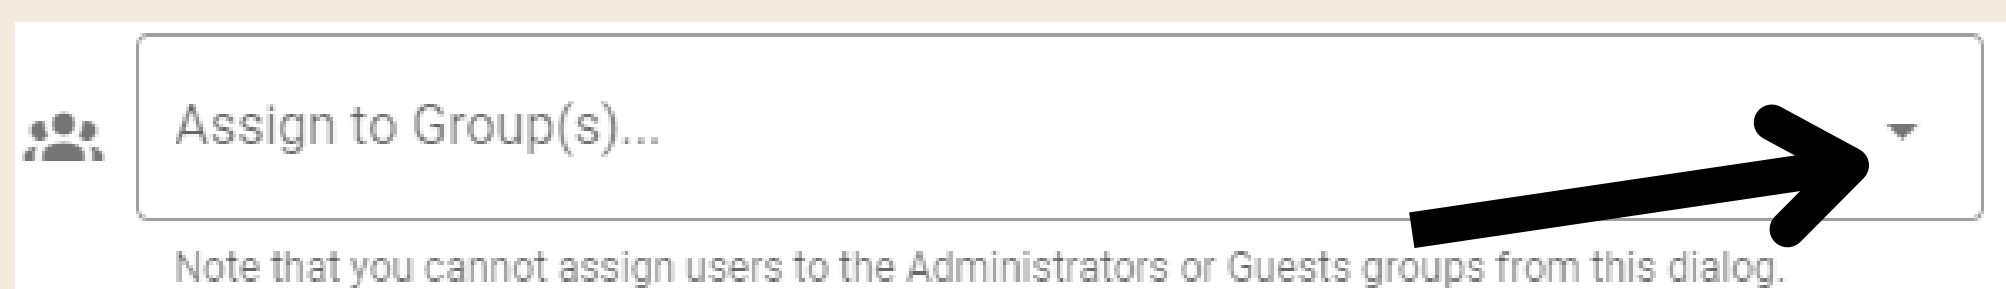 Assign to Group(s)...
Note that you cannot assign users to the Administrators or Guests groups from this dialog.